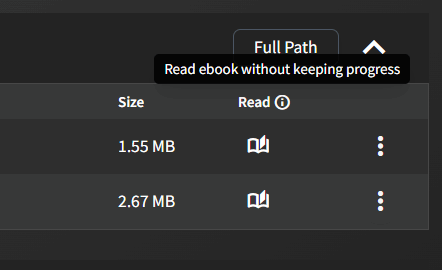 Full Path
Read ebook without keeping progress
Size Read
1.55 MB
2.67 MB